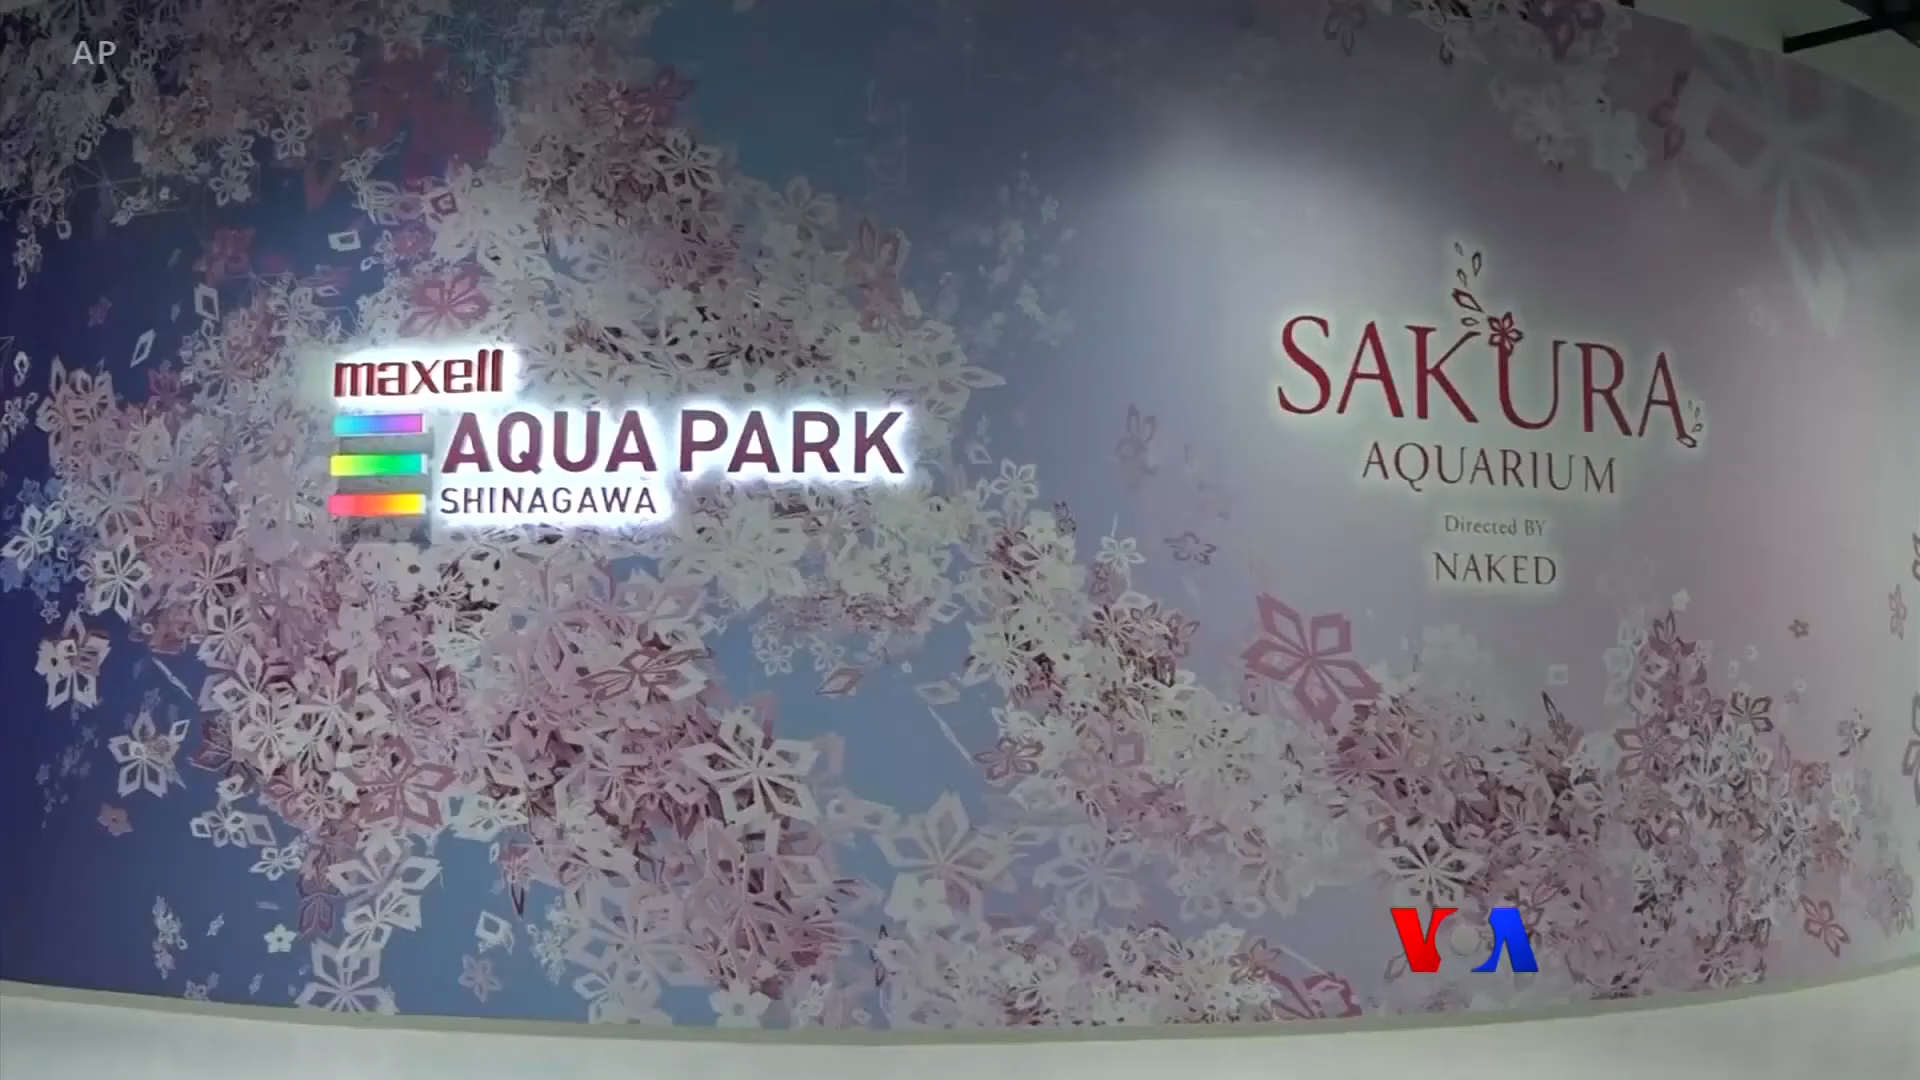 AP
maxell
AQUA PARK
SHINAGAWA
SAKURA
AQUARIUM
Directed BY
NAKED
VOA